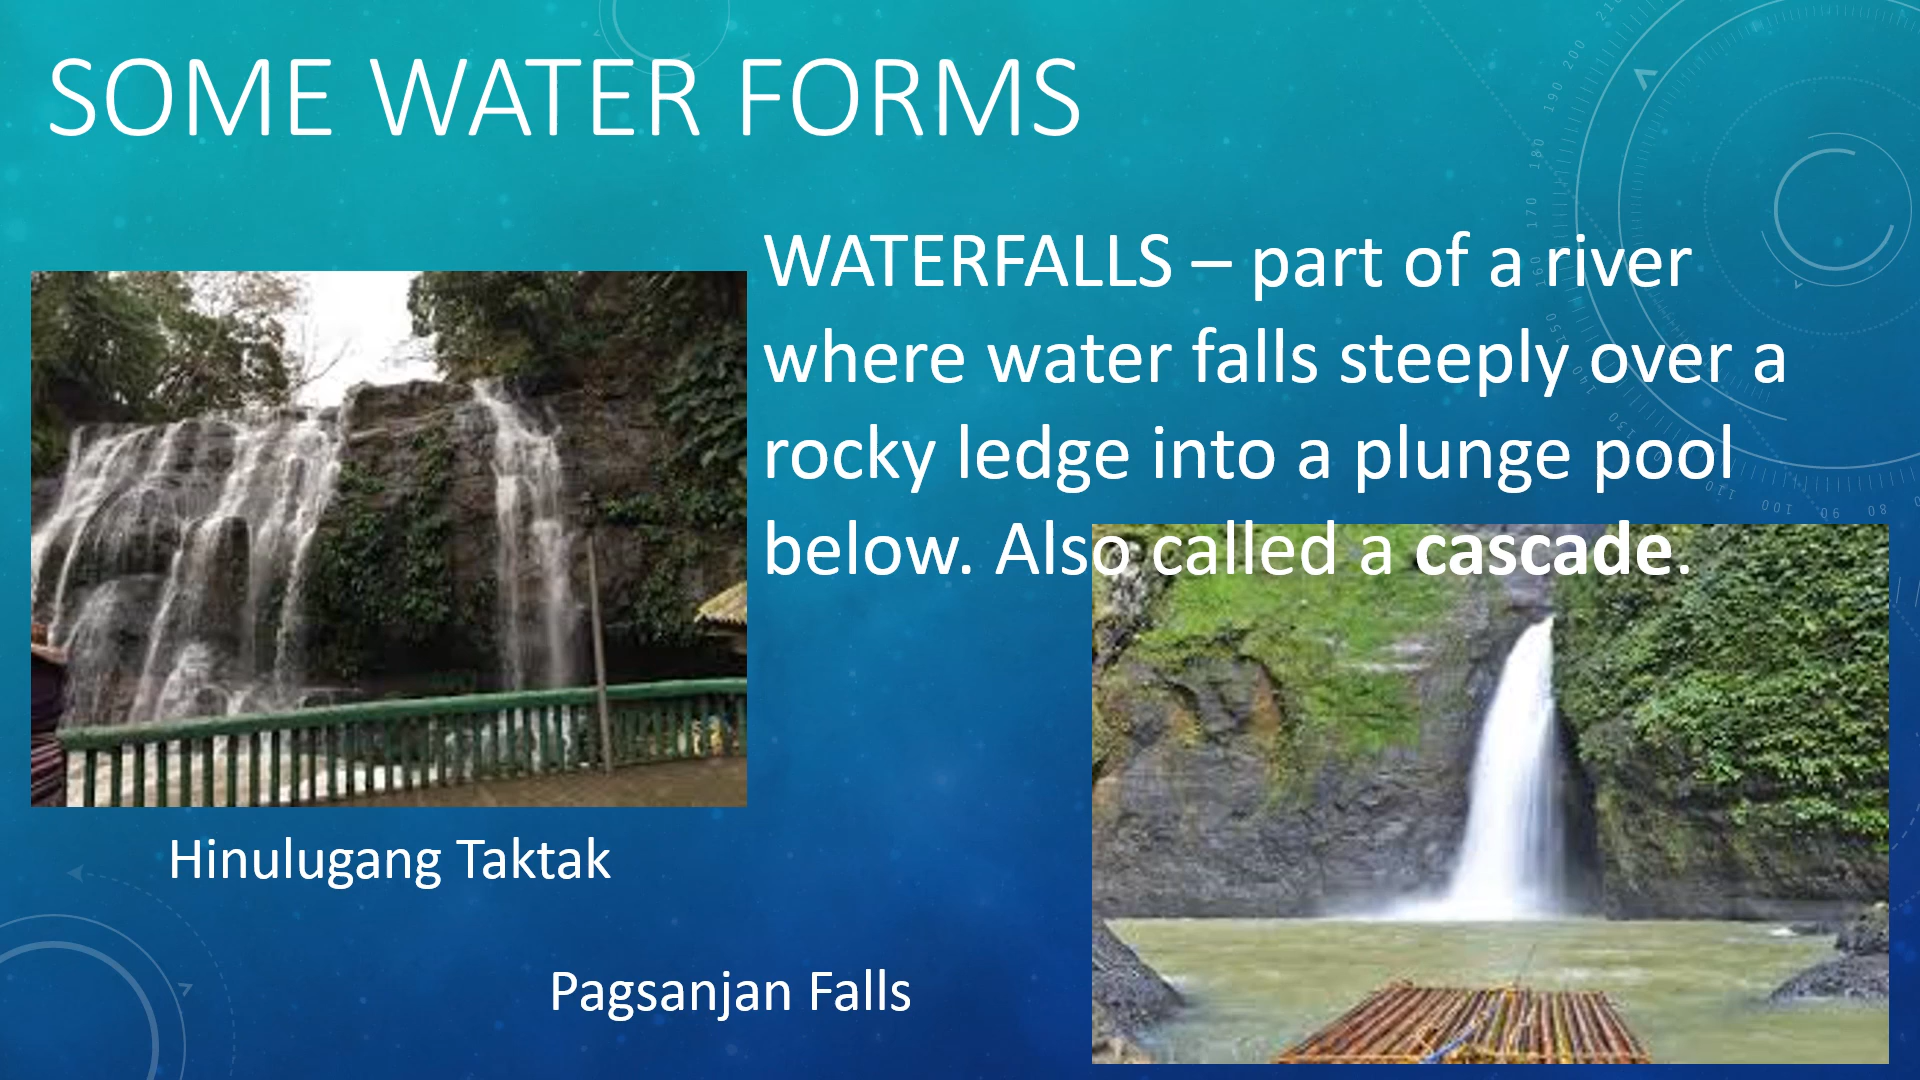 SOME WATER FORMS
WATERFALLS – part of a river
where water falls steeply over a
rocky ledge into a plunge pool
below. Also called a cascade.
Hinulugang Taktak
Pagsanjan Falls